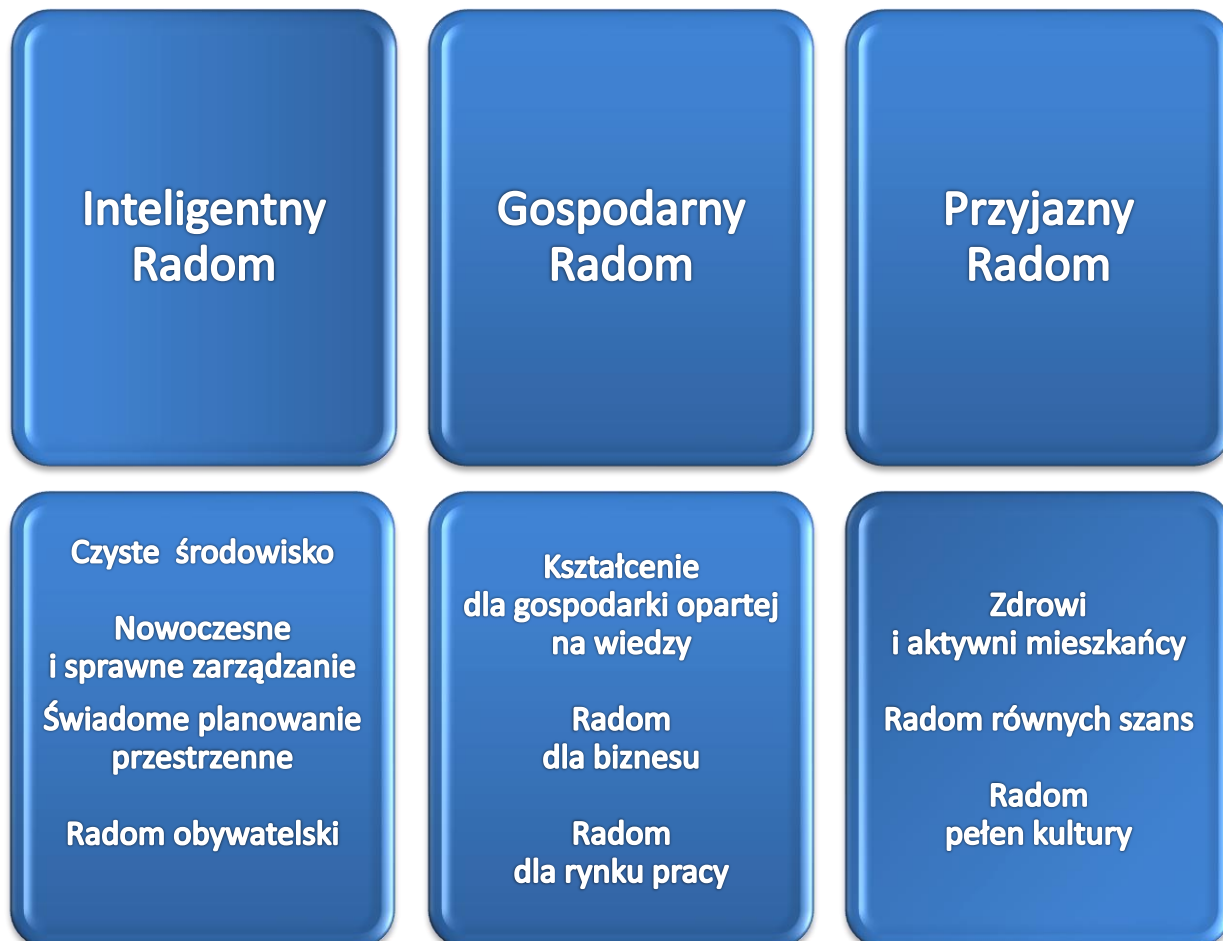 Inteligentny
Radom
Gospodarny
Radom
Przyjazny
Radom
Czyste środowisko
Nowoczesne
i sprawne zarządzanie
Świadome planowanie
przestrzenne
Radom obywatelski
Kształcenie
dla gospodarki opartej
na wiedzy
Radom
dla biznesu
Radom
dla rynku pracy
Zdrowi
i aktywni mieszkańcy
Radom równych szans
Radom
pełen kultury